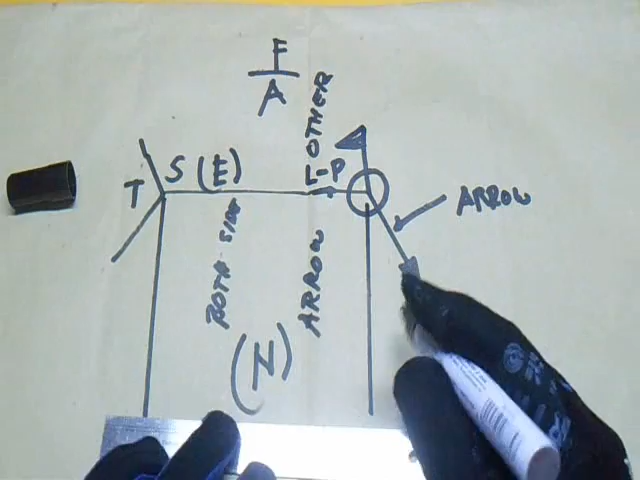 F
A
OTHER
S (E)
L-P
T
ARROW
BOTH SIDE
ARROW
(N)